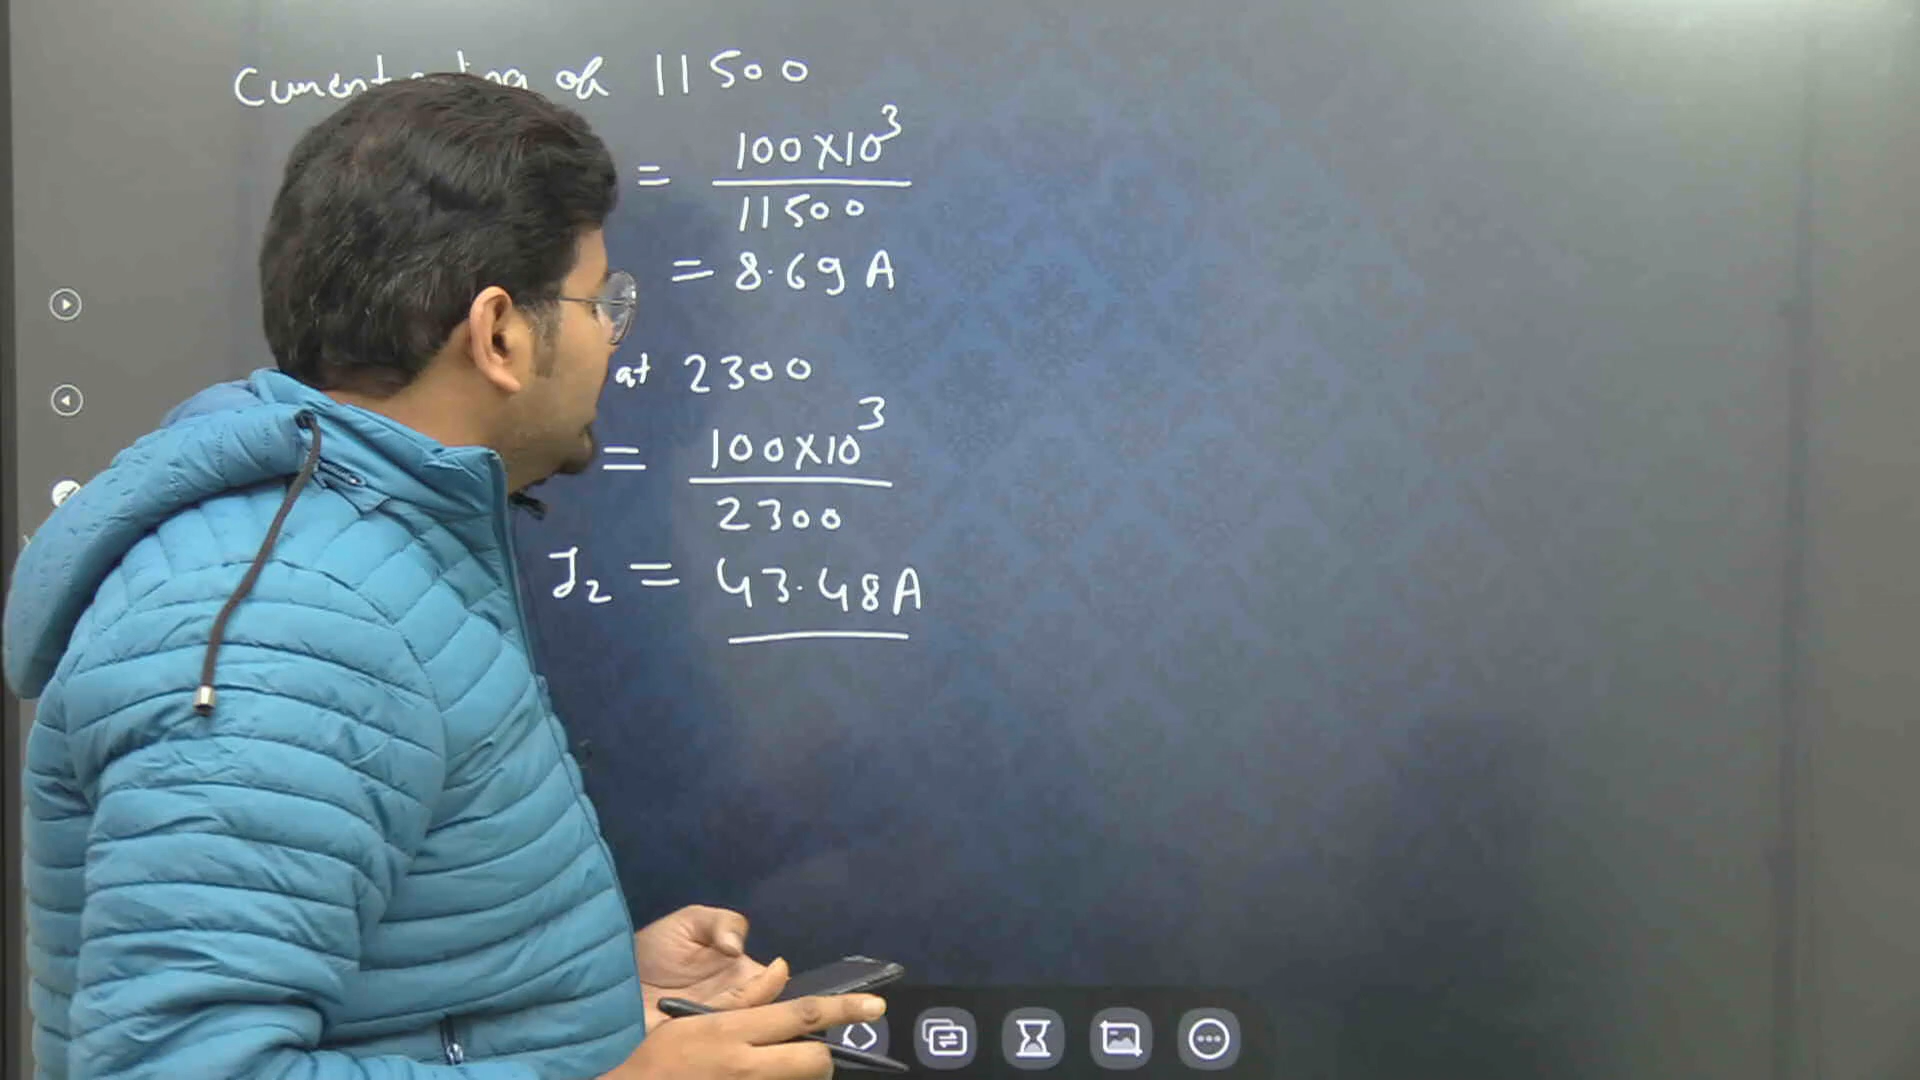 Current of 11500
= 100×10³
11500
= 8.69 A
at 2300
= 100×10³
2300
I₂ = 43.48A